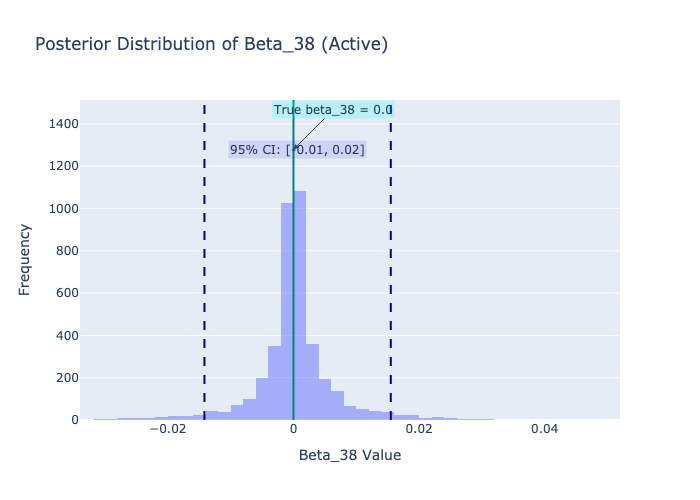 Posterior Distribution of Beta_38 (Active)
True beta_38 = 0.0
95% CI: [-0.01, 0.02]
1400
1200
1000
800
600
400
200
0
Frequency
−0.02
0
0.02
0.04
Beta_38 Value